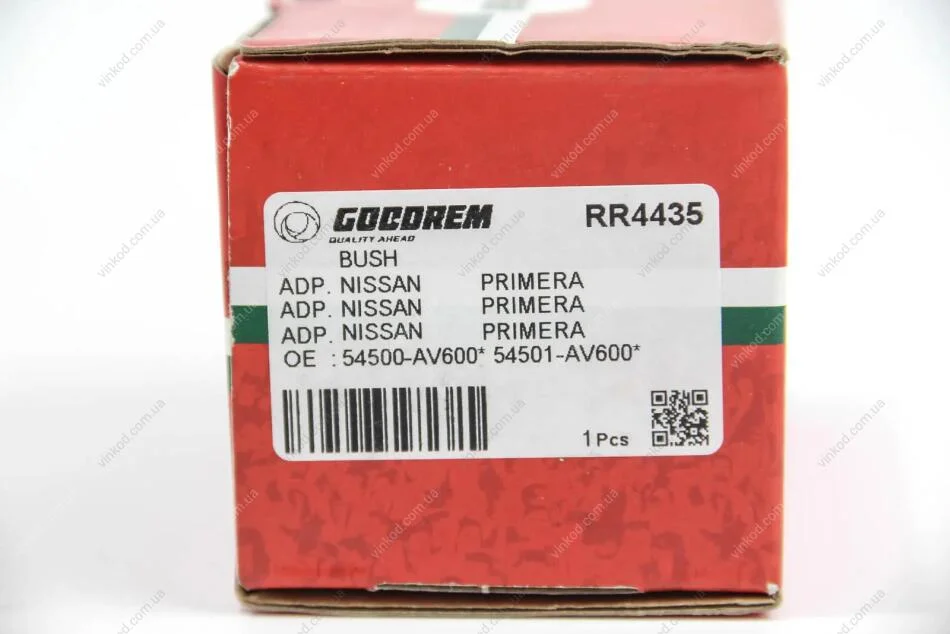 GOCDREM
QUALITY AHEAD
RR4435
BUSH
ADP. NISSAN PRIMERA
ADP. NISSAN PRIMERA
ADP. NISSAN PRIMERA
OE : 54500-AV600* 54501-AV600*
1 Pcs
vinkod.com.ua